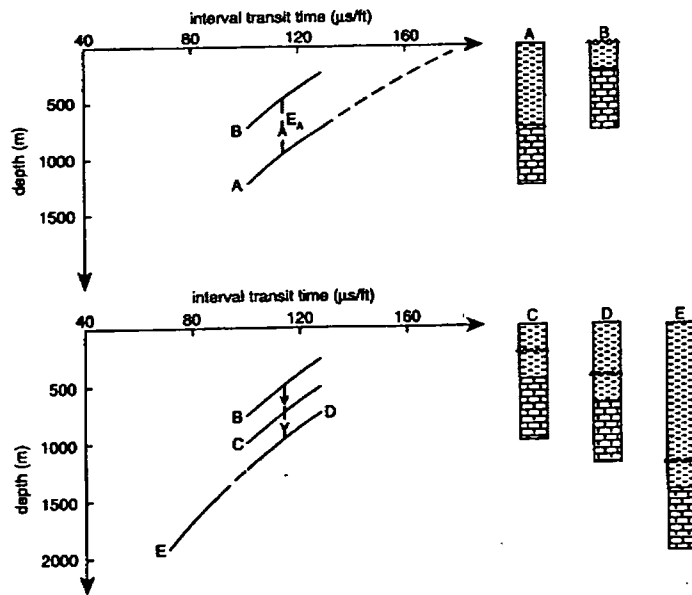 interval transit time (µs/ft)
40 80 120 160
A B
500
1000
1500
depth (m)
B
E_A
A
interval transit time (µs/ft)
40 80 120 160
C D E
500
1000
1500
2000
depth (m)
B
C
D
E